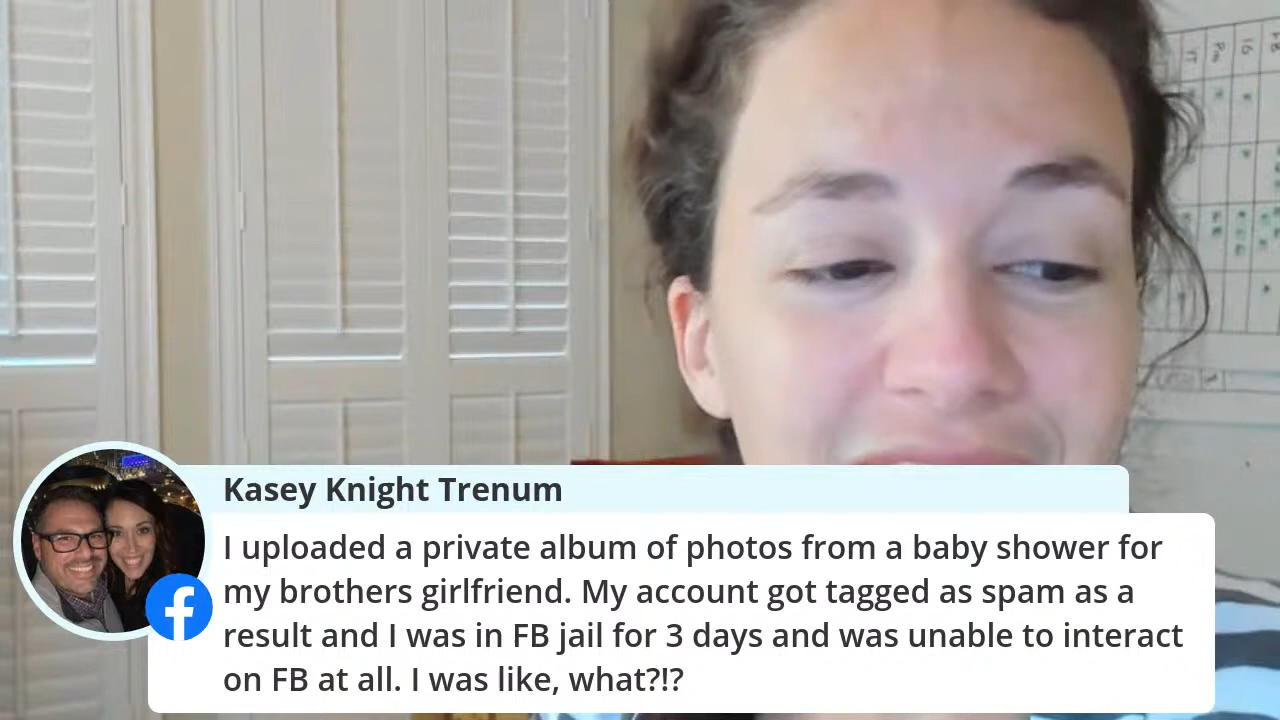 Kasey Knight Trenum
I uploaded a private album of photos from a baby shower for
my brothers girlfriend. My account got tagged as spam as a
result and I was in FB jail for 3 days and was unable to interact
on FB at all. I was like, what?!?